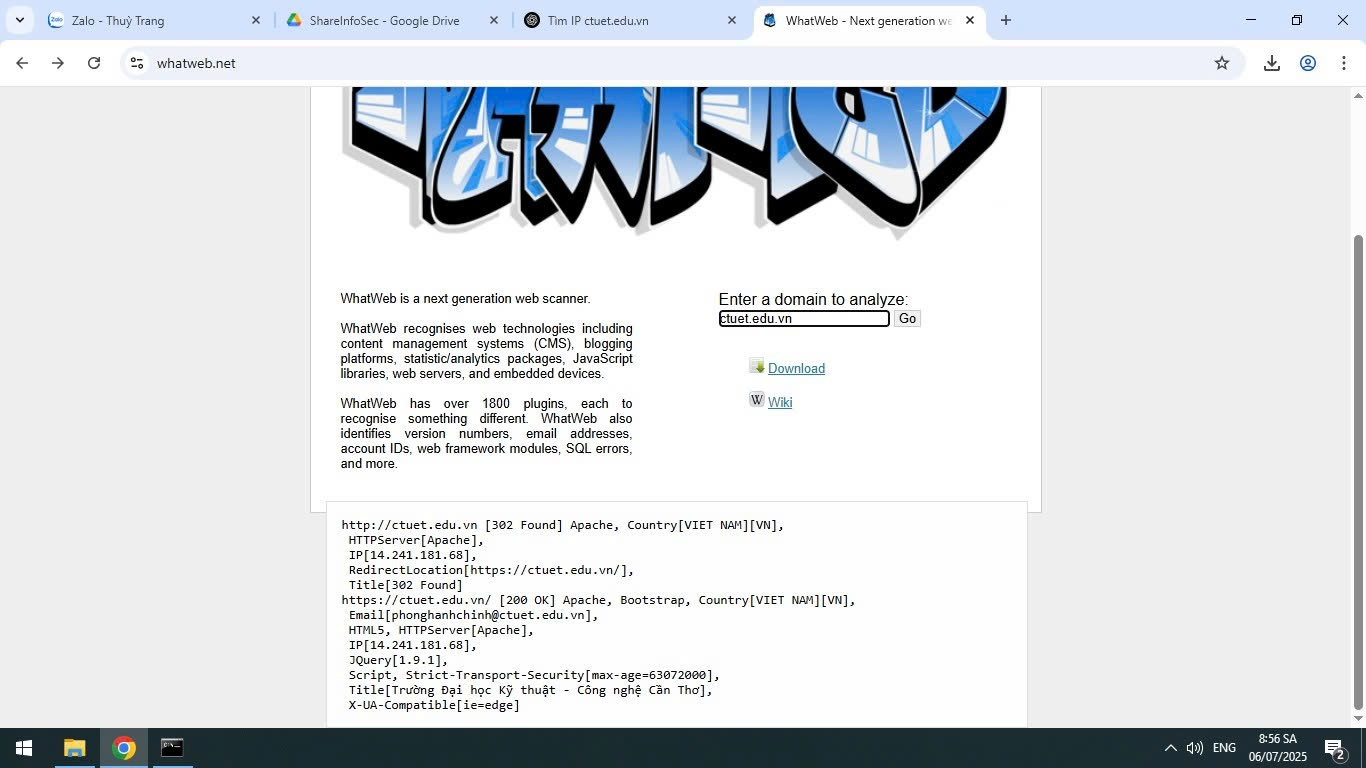 Zalo - Thuỳ Trang
ShareInfoSec - Google Drive
Tìm IP ctuet.edu.vn
WhatWeb - Next generation we
whatweb.net
WhatWeb is a next generation web scanner.
WhatWeb recognises web technologies including
content management systems (CMS), blogging
platforms, statistic/analytics packages, JavaScript
libraries, web servers, and embedded devices.
WhatWeb has over 1800 plugins, each to
recognise something different. WhatWeb also
identifies version numbers, email addresses,
account IDs, web framework modules, SQL errors,
and more.
Enter a domain to analyze:
ctuet.edu.vn Go
Download
W Wiki
http://ctuet.edu.vn [302 Found] Apache, Country[VIET NAM][VN],
HTTPServer[Apache],
IP[14.241.181.68],
RedirectLocation[https://ctuet.edu.vn/],
Title[302 Found]
https://ctuet.edu.vn/ [200 OK] Apache, Bootstrap, Country[VIET NAM][VN],
Email[phonghanhchinh@ctuet.edu.vn],
HTML5, HTTPServer[Apache],
IP[14.241.181.68],
JQuery[1.9.1],
Script, Strict-Transport-Security[max-age=63072000],
Title[Trường Đại học Kỹ thuật - Công nghệ Cần Thơ],
X-UA-Compatible[ie=edge]
ENG
8:56 SA
06/07/2025
2